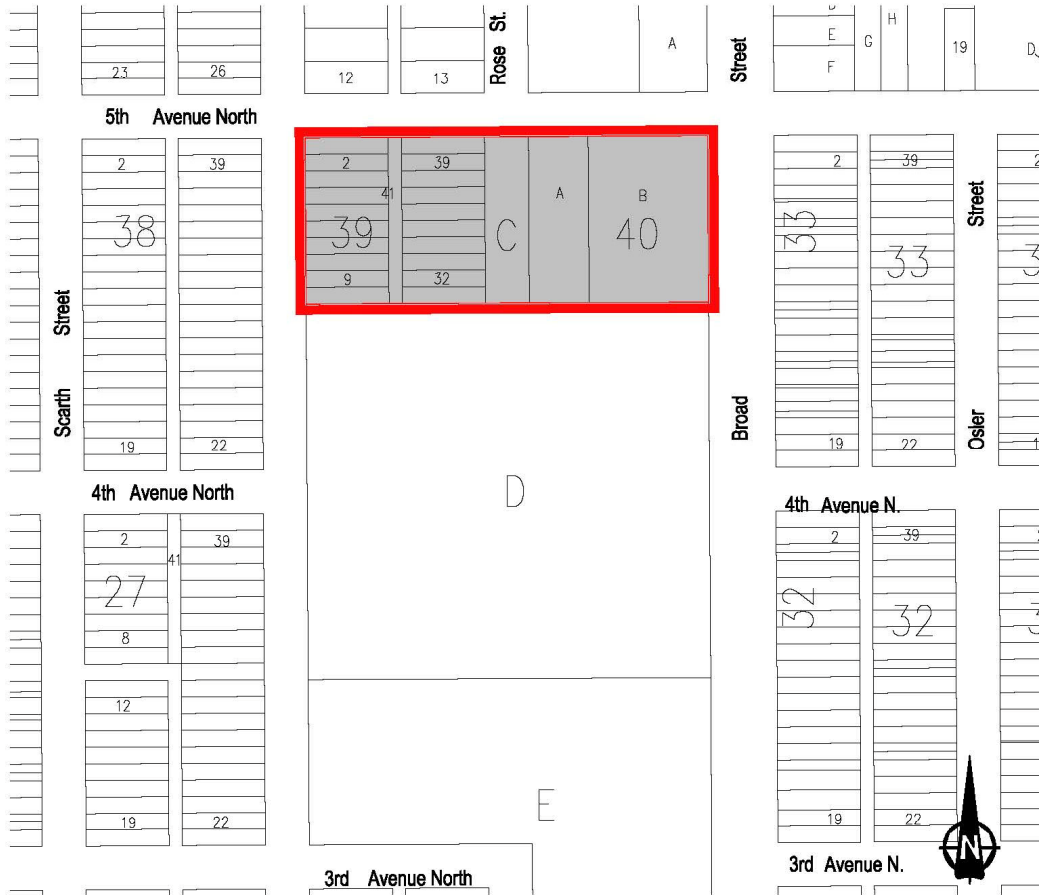 Rose St.
A
Street
E
F
G
H
19
23
26
12
13
5th Avenue North
2
39
2
39
41
A
B
2
39
38
39
C
40
33
33
Street
9
32
Street
Scarth
Broad
Osler
19
22
19
22
4th Avenue North
D
4th Avenue N.
2
39
41
2
39
27
32
32
8
12
E
19
22
19
22
N
3rd Avenue North
3rd Avenue N.